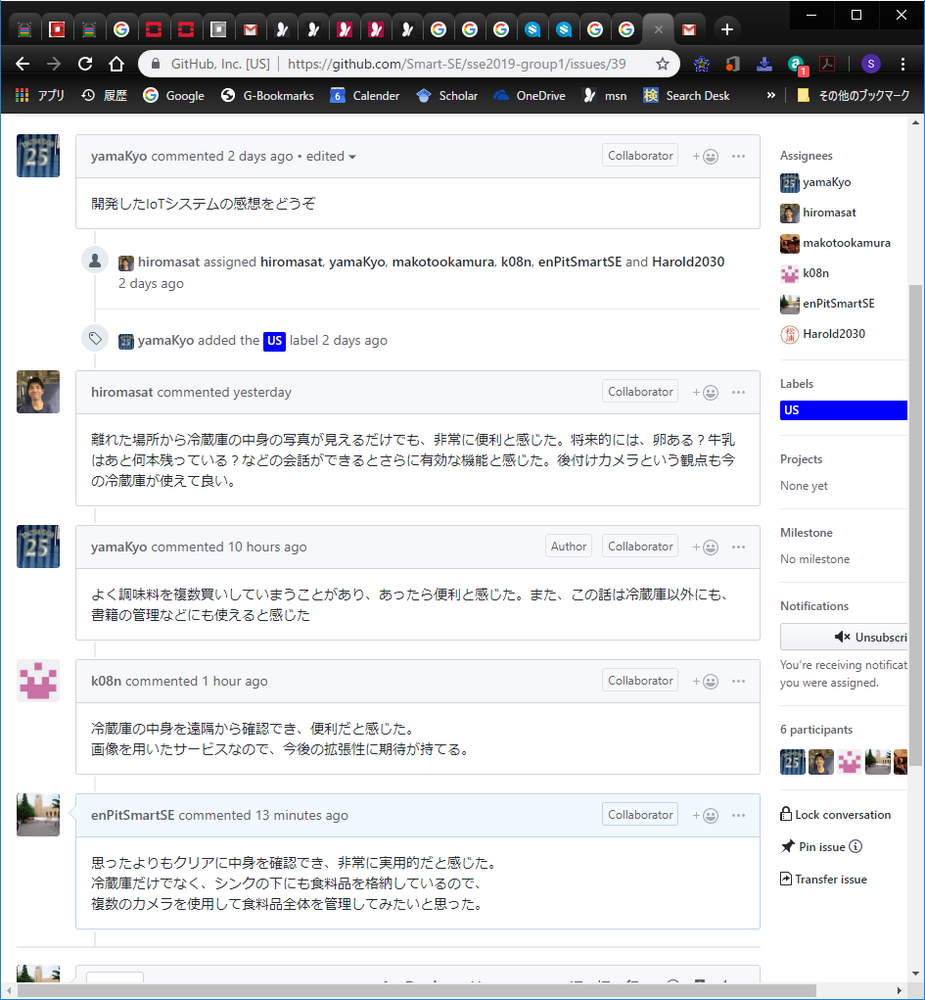 GitHub, Inc. [US]
https://github.com/Smart-SE/sse2019-group1/issues/39
1
S
アプリ
履歴
Google
G-Bookmarks
6
Calender
Scholar
OneDrive
msn
検
Search Desk
»
その他のブックマーク
25
yamaKyo commented 2 days ago • edited
Collaborator
開発したIoTシステムの感想をどうぞ
hiromasat assigned hiromasat, yamaKyo, makotookamura, k08n, enPitSmartSE and Harold2030
2 days ago
yamaKyo added the US label 2 days ago
hiromasat commented yesterday
Collaborator
離れた場所から冷蔵庫の中身の写真が見えるだけでも、非常に便利と感じた。将来的には、卵ある？牛乳
はあと何本残っている？などの会話ができるとさらに有効な機能と感じた。後付けカメラという観点も今
の冷蔵庫が使えて良い。
25
yamaKyo commented 10 hours ago
Author
Collaborator
よく調味料を複数買いしていまうことがあり、あったら便利と感じた。また、この話は冷蔵庫以外にも、
書籍の管理などにも使えると感じた
k08n commented 1 hour ago
Collaborator
冷蔵庫の中身を遠隔から確認でき、便利だと感じた。
画像を用いたサービスなので、今後の拡張性に期待が持てる。
enPitSmartSE commented 13 minutes ago
Collaborator
思ったよりもクリアに中身を確認でき、非常に実用的だと感じた。
冷蔵庫だけでなく、シンクの下にも食料品を格納しているので、
複数のカメラを使用して食料品全体を管理してみたいと思った。
Assignees
yamaKyo
hiromasat
makotookamura
k08n
enPitSmartSE
松浦
Harold2030
Labels
US
Projects
None yet
Milestone
No milestone
Notifications
Unsubscri
You're receiving notificat
you were assigned.
6 participants
Lock conversation
Pin issue
Transfer issue